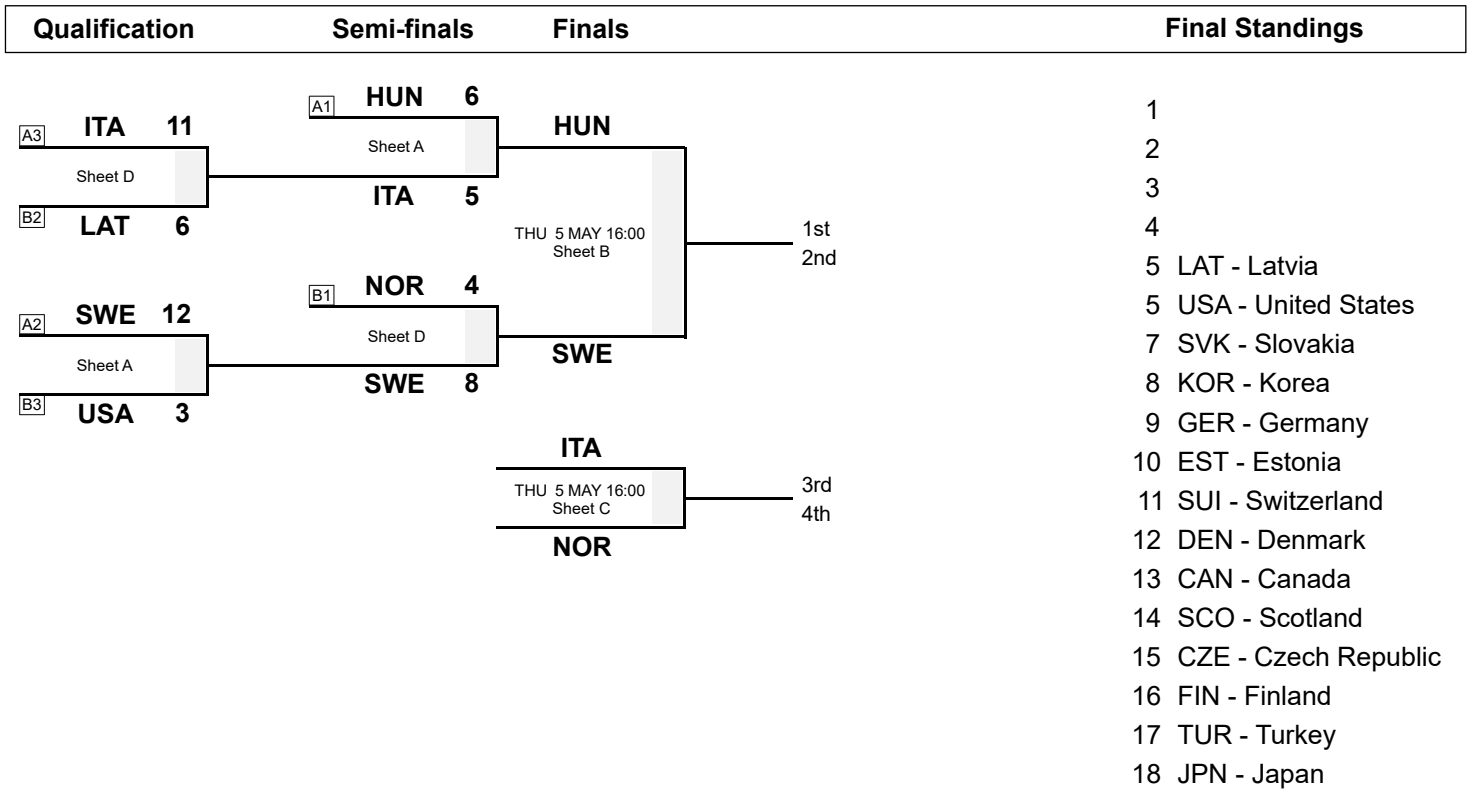 Qualification Semi-finals Finals Final Standings
A3 ITA 11
Sheet D
B2 LAT 6
A2 SWE 12
Sheet A
B3 USA 3
A1 HUN 6
Sheet A
ITA 5
B1 NOR 4
Sheet D
SWE 8
HUN
THU 5 MAY 16:00
Sheet B
SWE
1st
2nd
ITA
THU 5 MAY 16:00
Sheet C
NOR
3rd
4th
1
2
3
4
5 LAT - Latvia
5 USA - United States
7 SVK - Slovakia
8 KOR - Korea
9 GER - Germany
10 EST - Estonia
11 SUI - Switzerland
12 DEN - Denmark
13 CAN - Canada
14 SCO - Scotland
15 CZE - Czech Republic
16 FIN - Finland
17 TUR - Turkey
18 JPN - Japan